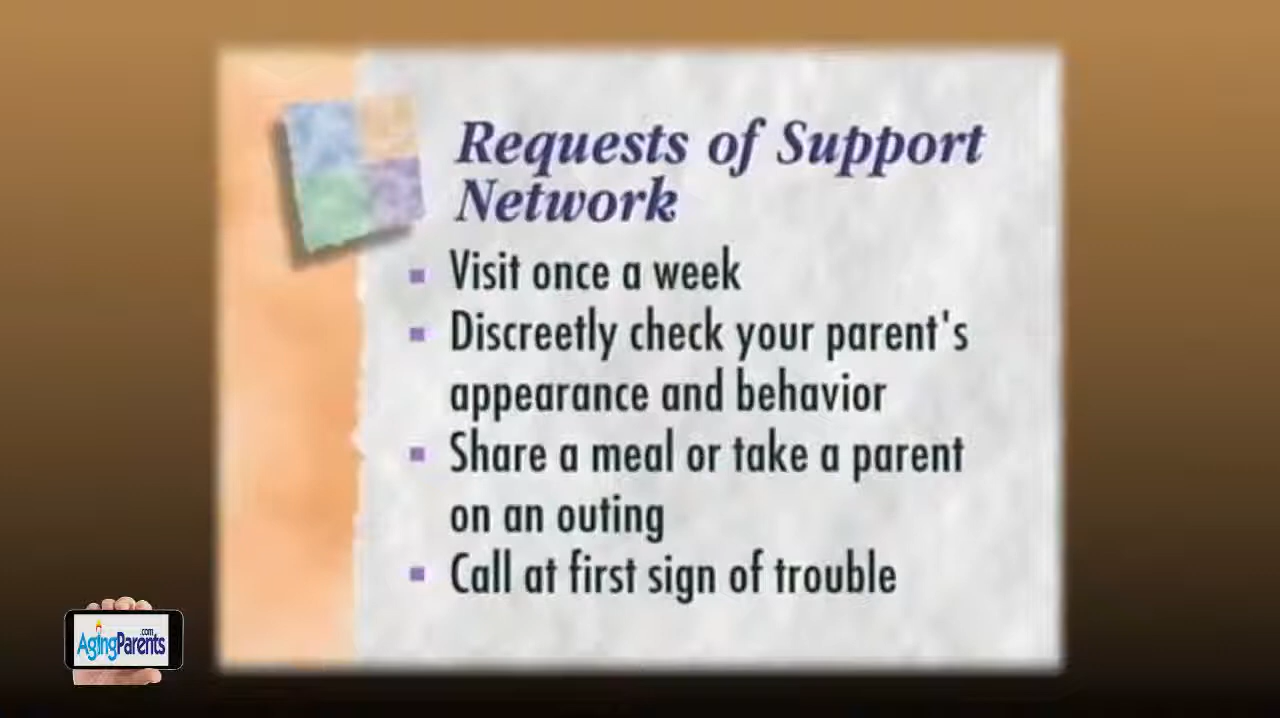 Requests of Support
Network
▪ Visit once a week
▪ Discreetly check your parent's
appearance and behavior
▪ Share a meal or take a parent
on an outing
▪ Call at first sign of trouble
.com
AgingParents